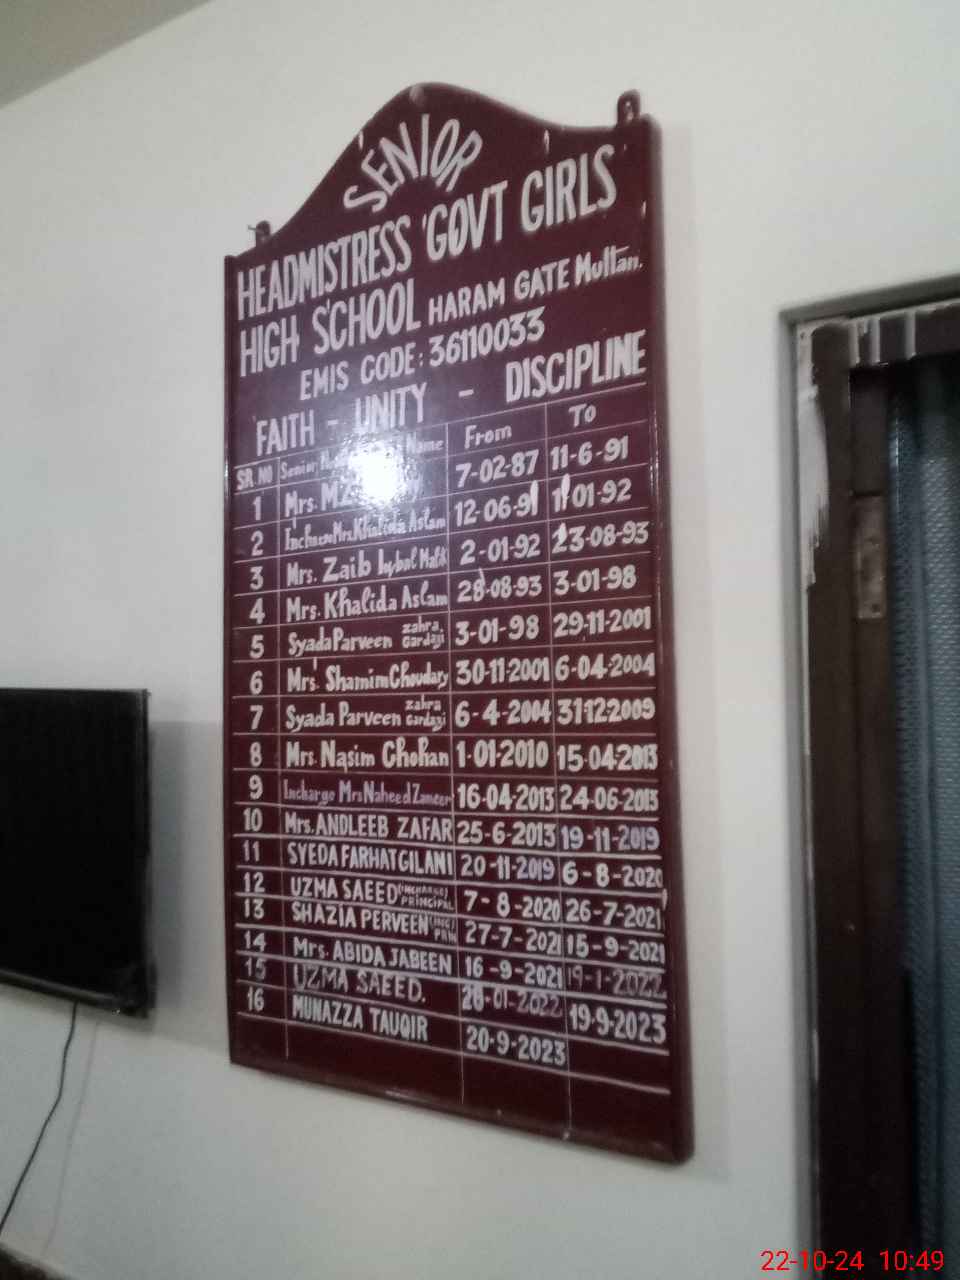 SENIOR
HEADMISTRESS GOVT GIRLS
HIGH SCHOOL HARAM GATE Multan.
EMIS CODE: 36110033
FAITH - UNITY - DISCIPLINE
SR.NO Senior Name From To
1 Mrs. 7-02-87 11-6-91
2 Mrs. Khalida Aslam 12-06-91 1-01-92
3 Mrs. Zaib Iqbal Malik 2-01-92 23-08-93
4 Mrs. Khalida Aslam 28-08-93 3-01-98
5 Syada Parveen zahra, Gardezi 3-01-98 29-11-2001
6 Mrs. Shamim Choudary 30-11-2001 6-04-2004
7 Syada Parveen zahra Gardezi 6-4-2004 31122009
8 Mrs. Nasim Chohan 1-01-2010 15-04-2013
9 Incharge Mrs Naheed Zameer 16-04-2013 24-06-2013
10 Mrs. ANDLEEB ZAFAR 25-6-2013 19-11-2019
11 SYEDA FARHAT GILANI 20-11-2019 6-8-2020
12 UZMA SAEED (INCHARGE) PRINCIPAL 7-8-2020 26-7-2021
13 SHAZIA PERVEEN (INC) PRN 27-7-2021 15-9-2021
14 Mrs. ABIDA JABEEN 16-9-2021 19-1-2022
15 UZMA SAEED. 20-01-2022 19-9-2023
16 MUNAZZA TAUQIR 20-9-2023
22-10-24 10:49